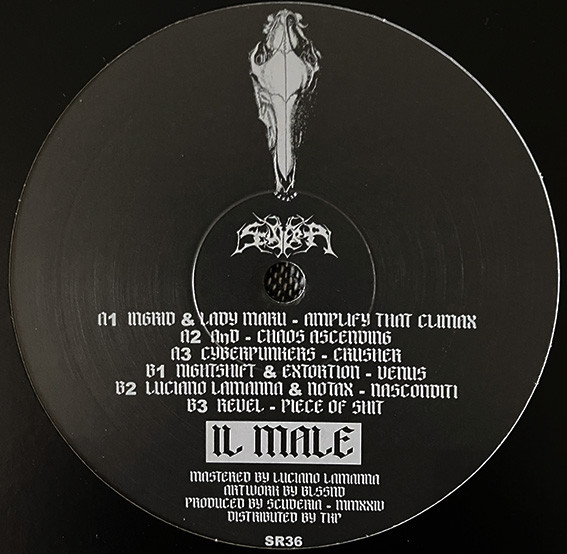 SCUDERIA
A1 INGRID & LADY MARU - AMPLIFY THAT CLIMAX
A2 AnD - CHAOS ASCENDING
A3 CYBERPUNKERS - CRUSHER
B1 NIGHTSHIFT & EXTORTION - VENUS
B2 LUCIANO LAMANNA & NOTAX - NASCONDITI
B3 REVEL - PIECE OF SHIT
IL MALE
MASTERED BY LUCIANO LAMANNA
ARTWORK BY BLSSND
PRODUCED BY SCUDERIA - MMXXIV
DISTRIBUTED BY THP
SR36